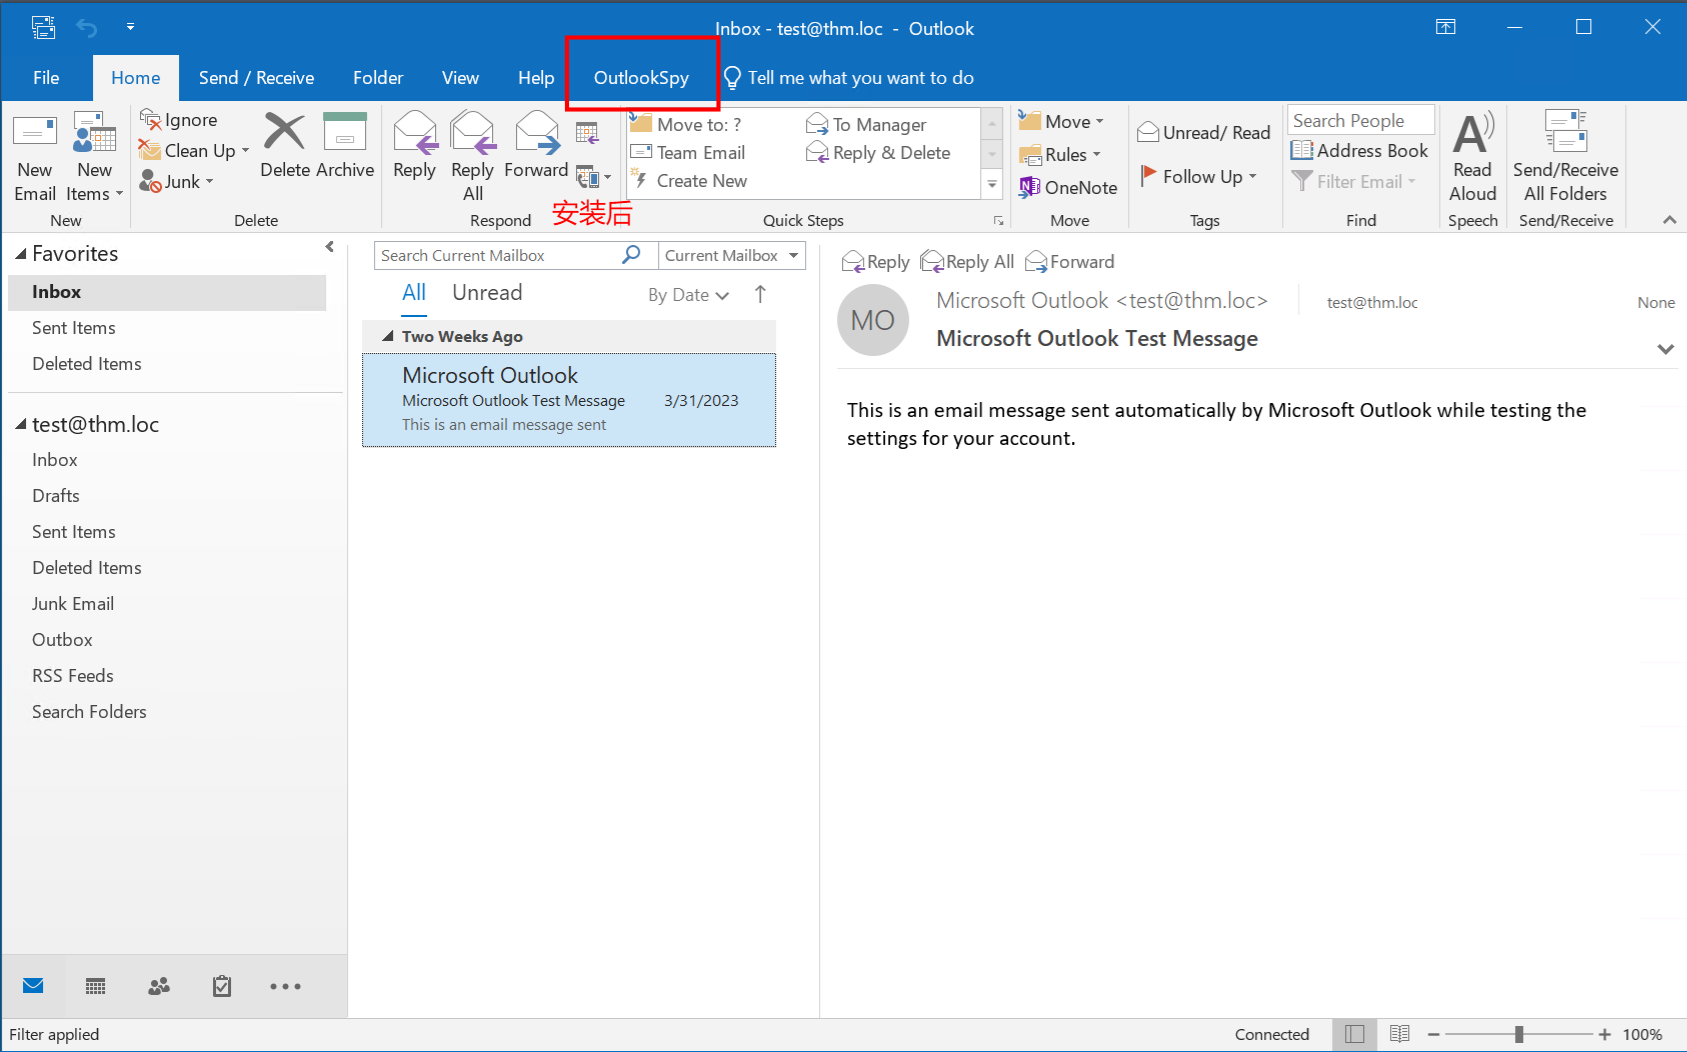 Inbox - test@thm.loc - Outlook
File Home Send / Receive Folder View Help OutlookSpy Tell me what you want to do
New Email
New Items
New
Ignore
Clean Up
Junk
Delete
Archive
Delete
Reply
Reply All
Forward
Respond
安装后
Move to: ?
Team Email
Create New
To Manager
Reply & Delete
Quick Steps
Move
Rules
OneNote
Move
Unread/ Read
Follow Up
Tags
Search People
Address Book
Filter Email
Find
Read Aloud
Speech
Send/Receive All Folders
Send/Receive
Favorites
Inbox
Sent Items
Deleted Items
test@thm.loc
Inbox
Drafts
Sent Items
Deleted Items
Junk Email
Outbox
RSS Feeds
Search Folders
Search Current Mailbox
Current Mailbox
All Unread
By Date
Two Weeks Ago
Microsoft Outlook
Microsoft Outlook Test Message 3/31/2023
This is an email message sent
Reply Reply All Forward
MO
Microsoft Outlook <test@thm.loc>
test@thm.loc
None
Microsoft Outlook Test Message
This is an email message sent automatically by Microsoft Outlook while testing the
settings for your account.
Filter applied
Connected
100%